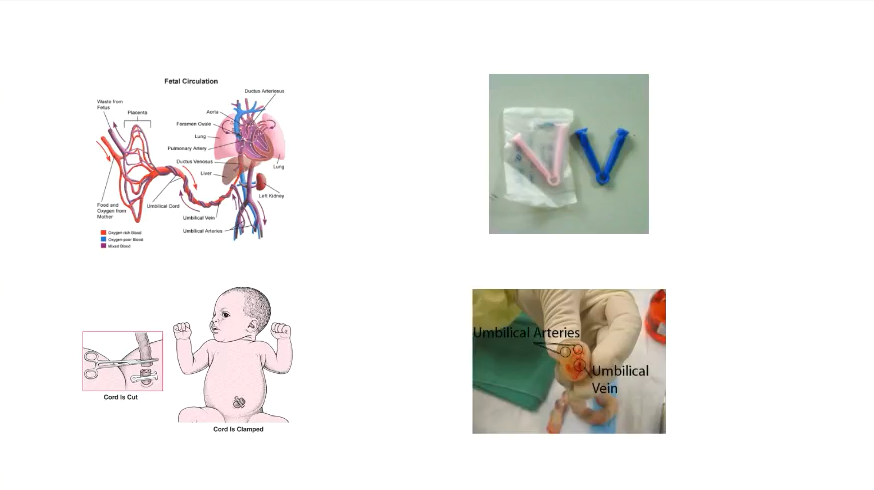 Fetal Circulation
Ductus Arteriosus
Waste from
Fetus
Placenta
Aorta
Foramen Ovale
Lung
Pulmonary Artery
Ductus Venosus
Lung
Liver
Left Kidney
Food and
Oxygen from
Mother
Umbilical Cord
Umbilical Vein
Umbilical Arteries
Oxygen-rich Blood
Oxygen-poor Blood
Mixed Blood
Umbilical Arteries
Umbilical
Vein
Cord Is Cut
Cord Is Clamped